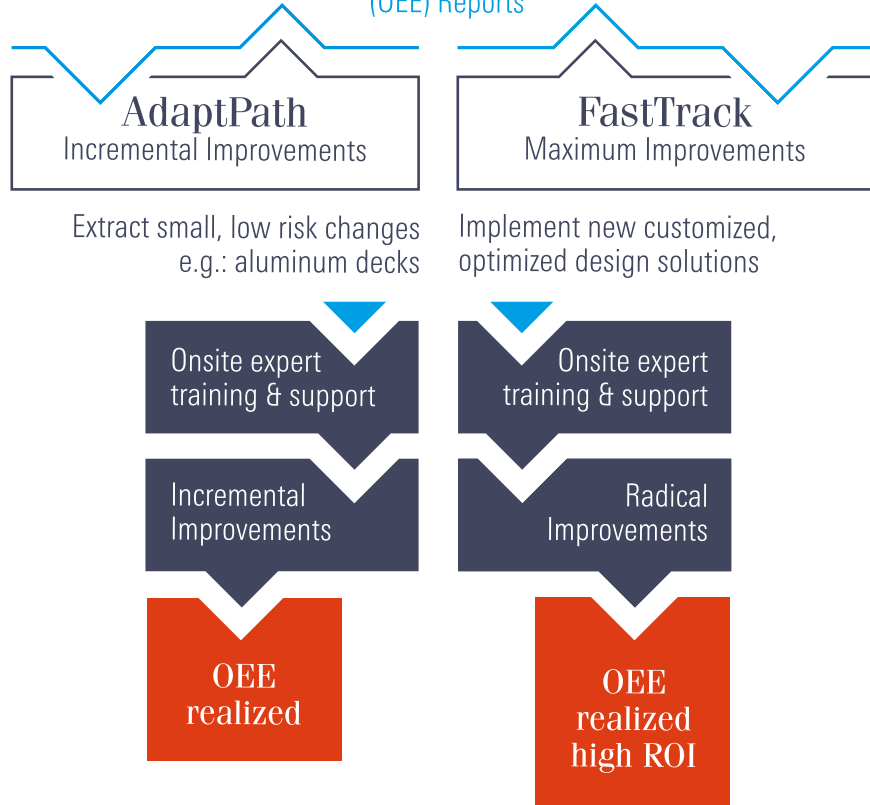 (OEE) Reports
AdaptPath
Incremental Improvements
Extract small, low risk changes
e.g.: aluminum decks
Onsite expert
training & support
Incremental
Improvements
OEE
realized
FastTrack
Maximum Improvements
Implement new customized,
optimized design solutions
Onsite expert
training & support
Radical
Improvements
OEE
realized
high ROI